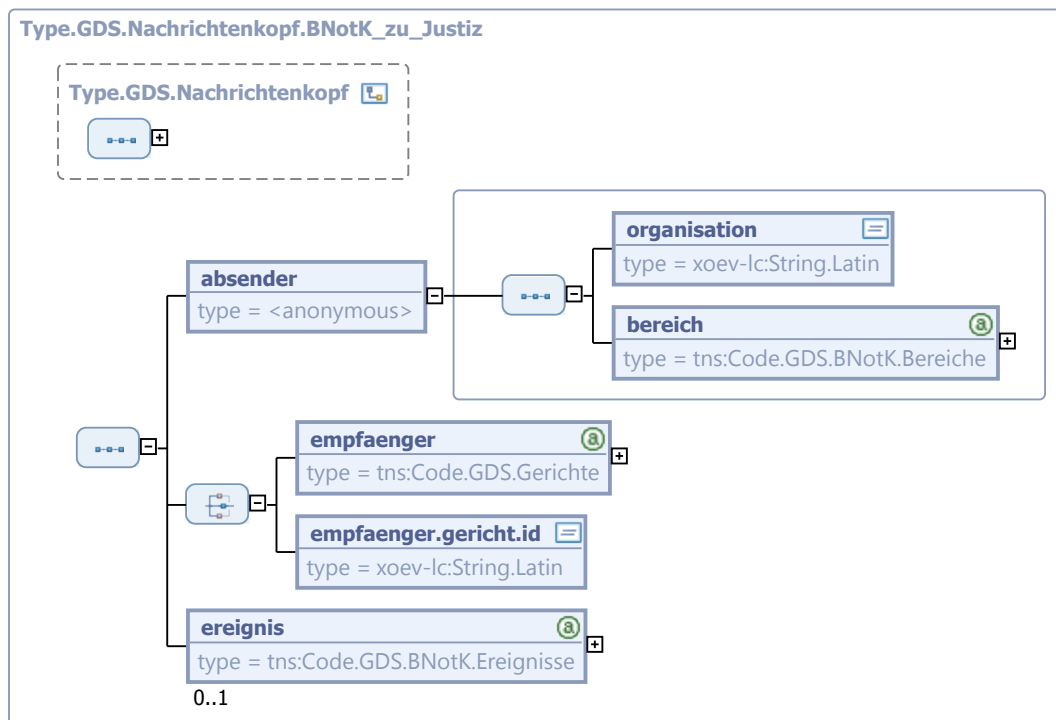 Type.GDS.Nachrichtenkopf.BNotK_zu_Justiz
Type.GDS.Nachrichtenkopf
organisation
type = xoev-lc:String.Latin
absender
type = <anonymous>
bereich
type = tns:Code.GDS.BNotK.Bereiche
empfaenger
type = tns:Code.GDS.Gerichte
empfaenger.gericht.id
type = xoev-lc:String.Latin
ereignis
type = tns:Code.GDS.BNotK.Ereignisse
0..1